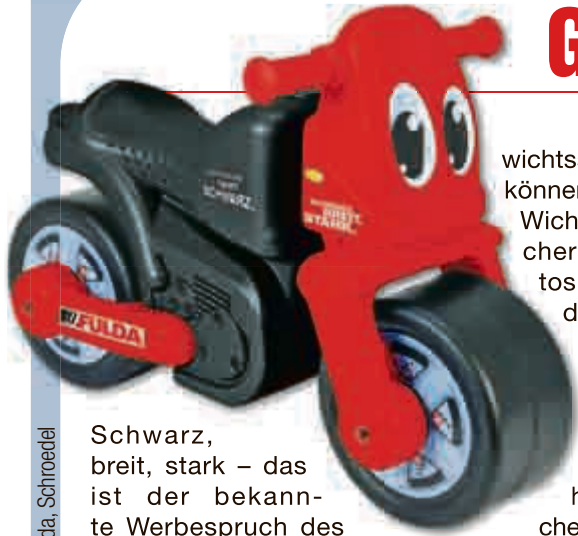 G
SCHWARZ.
BREIT.
STARK.
FULDA
wichts
können
Wich
cher
tos
d
Schwarz,
breit, stark – das
ist der bekann-
te Werbespruch des
h
che
da, Schroedel